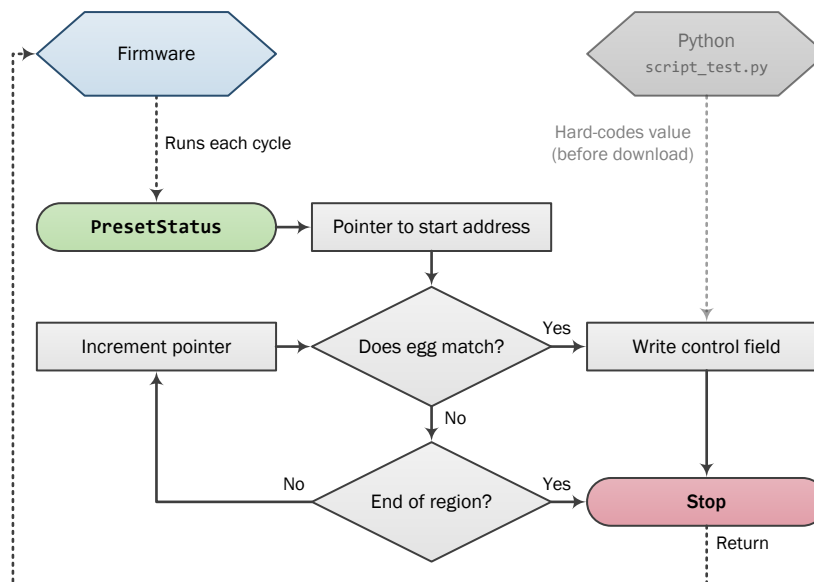 Firmware
Python
script_test.py
Runs each cycle
Hard-codes value
(before download)
PresetStatus
Pointer to start address
Increment pointer
Does egg match?
Yes
Write control field
No
No
End of region?
Yes
Stop
Return